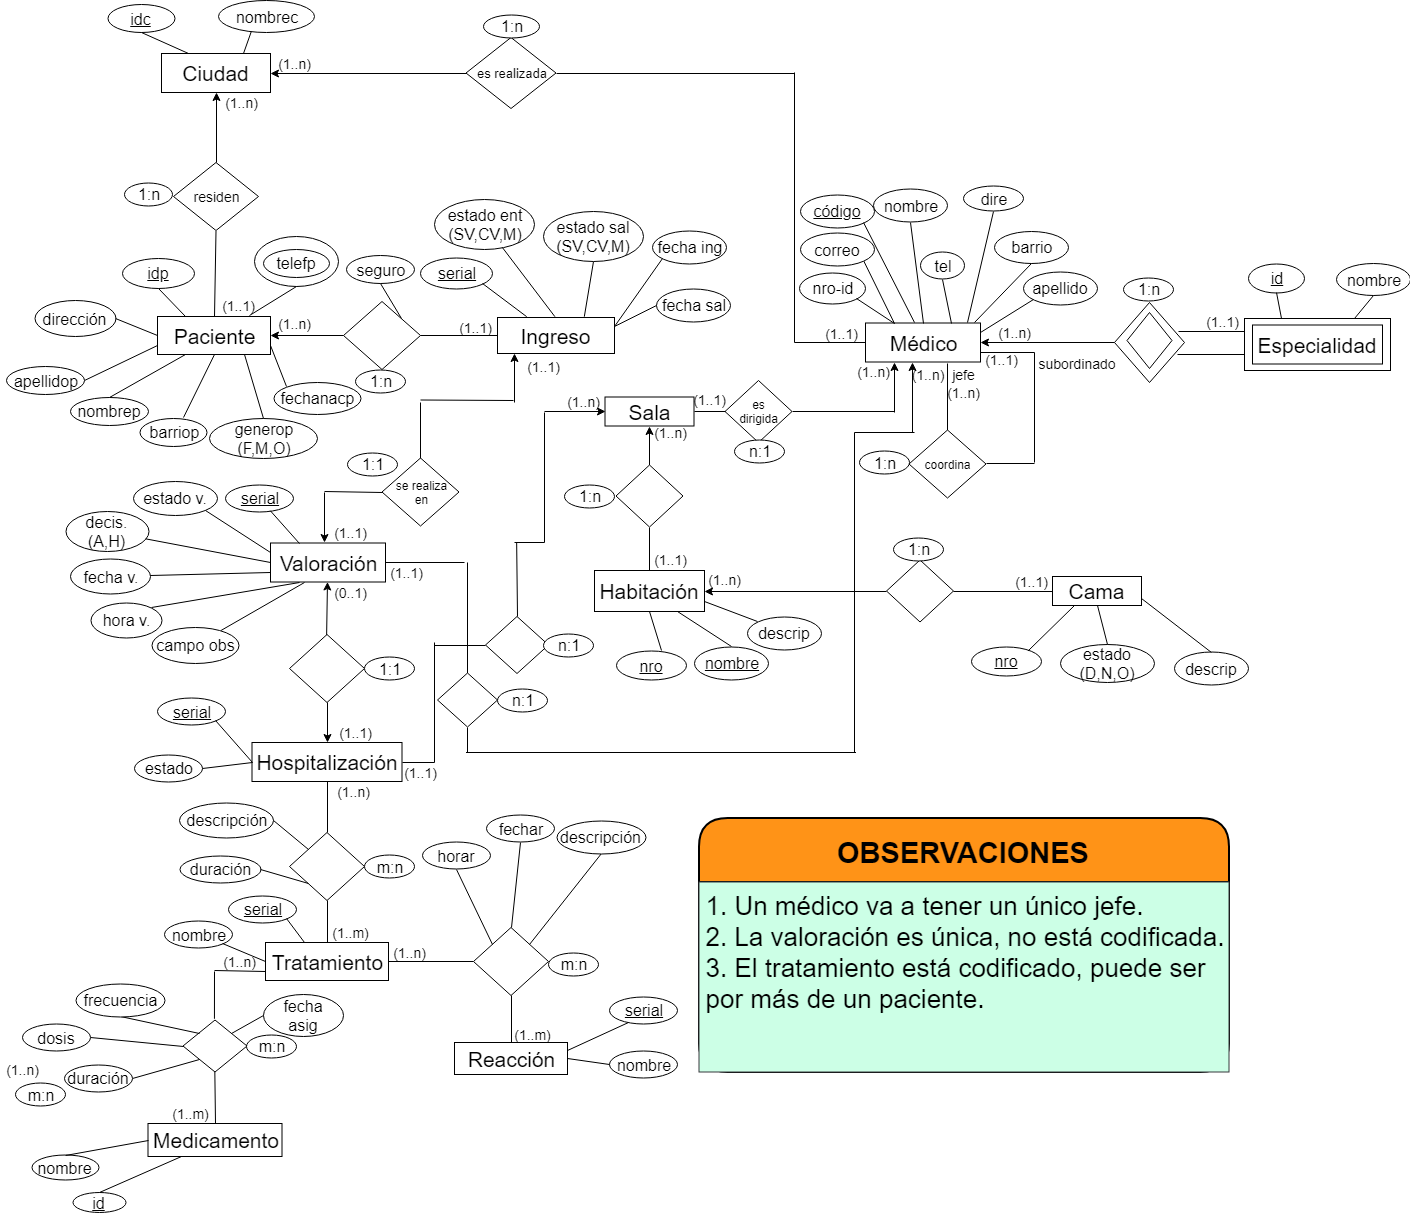 idc
nombrec
1:n
Ciudad
(1..n)
es realizada
(1..n)
1:n
residen
código
nombre
dire
correo
barrio
tel
nro-id
apellido
1:n
id
nombre
estado ent
(SV,CV,M)
estado sal
(SV,CV,M)
fecha ing
serial
fecha sal
idp
telefp
seguro
dirección
(1..1)
Paciente
(1..n)
(1..1)
Ingreso
(1..1)
Médico
(1..n)
(1..1)
Especialidad
apellidop
nombrep
barriop
generop
(F,M,O)
fechanacp
1:n
(1..1)
(1..n)
(1..n)
jefe
(1..n)
(1..1)
subordinado
(1..n)
Sala
(1..1)
es
dirigida
n:1
(1..n)
1:n
coordina
1:1
se realiza
en
1:n
estado v.
serial
decis.
(A,H)
(1..1)
Valoración
(1..1)
(0..1)
fecha v.
hora v.
campo obs
(1..1)
Habitación
(1..n)
1:n
(1..1)
Cama
descrip
nro
nombre
nro
estado
(D,N,O)
descrip
n:1
1:1
n:1
serial
estado
(1..1)
Hospitalización
(1..1)
(1..n)
descripción
duración
m:n
horar
fechar
descripción
serial
nombre
(1..m)
Tratamiento
(1..n)
(1..n)
m:n
frecuencia
fecha
asig
dosis
m:n
duración
(1..n)
m:n
(1..m)
Reacción
serial
nombre
(1..m)
Medicamento
nombre
id
OBSERVACIONES
1. Un médico va a tener un único jefe.
2. La valoración es única, no está codificada.
3. El tratamiento está codificado, puede ser
por más de un paciente.